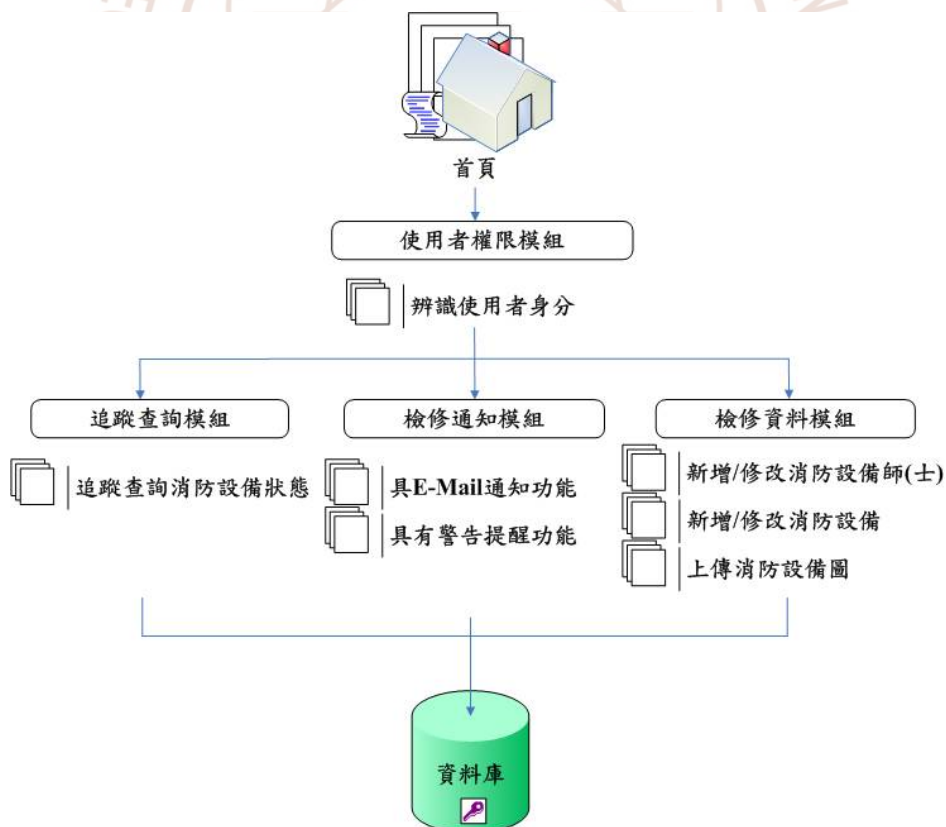 首頁
使用者權限模組
辨識使用者身分
追蹤查詢模組
追蹤查詢消防設備狀態
檢修通知模組
具E-Mail通知功能
具有警告提醒功能
檢修資料模組
新增/修改消防設備師(士)
新增/修改消防設備
上傳消防設備圖
資料庫